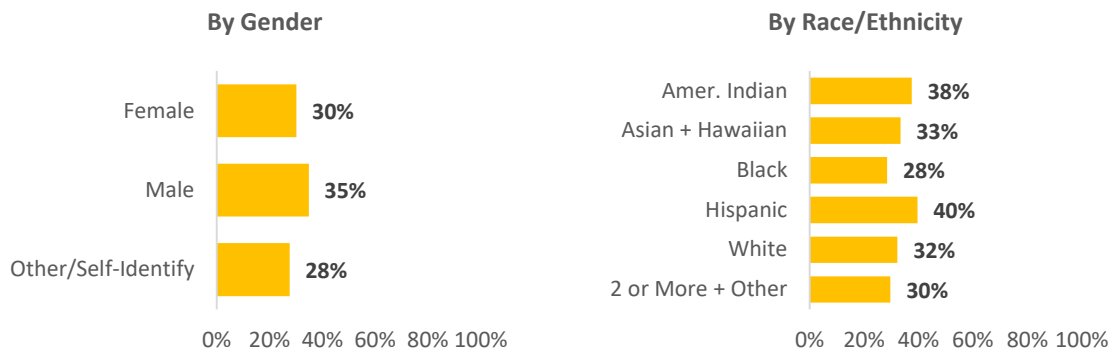 By Gender
Female 30%
Male 35%
Other/Self-Identify 28%
0% 20% 40% 60% 80% 100%
By Race/Ethnicity
Amer. Indian 38%
Asian + Hawaiian 33%
Black 28%
Hispanic 40%
White 32%
2 or More + Other 30%
0% 20% 40% 60% 80% 100%